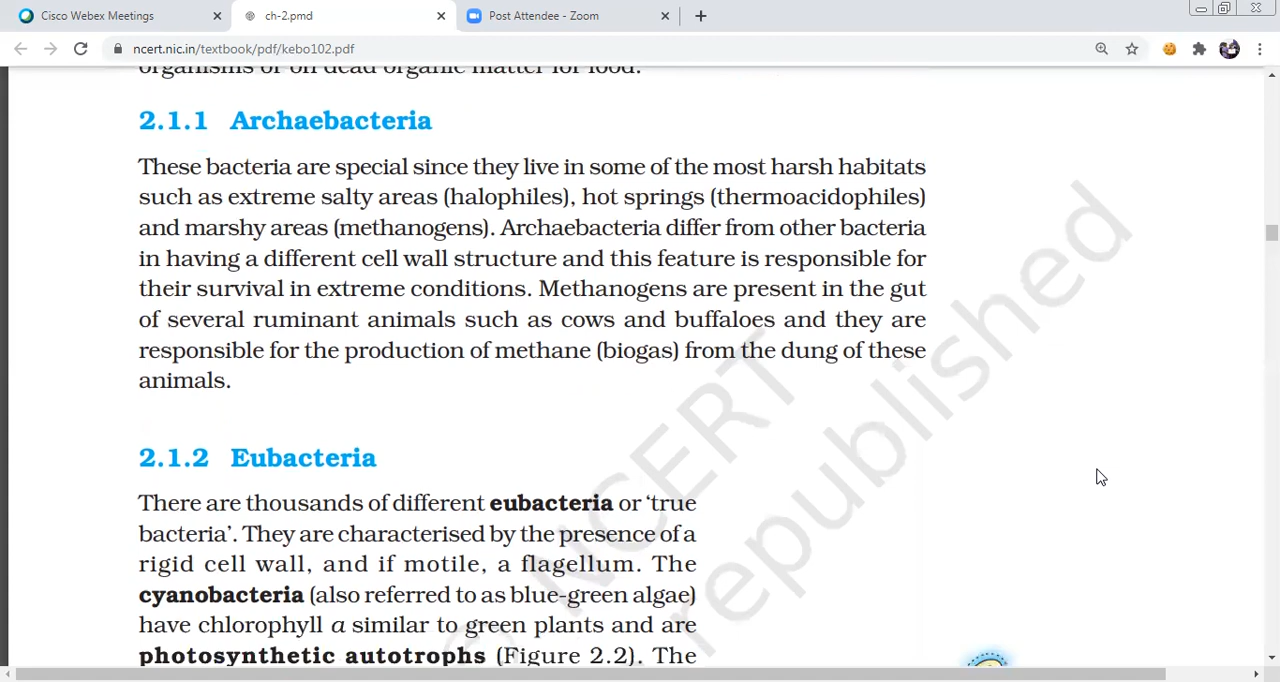 Cisco Webex Meetings
ch-2.pmd
Post Attendee - Zoom
ncert.nic.in/textbook/pdf/kebo102.pdf
organisms or on dead organic matter for food.
2.1.1 Archaebacteria
These bacteria are special since they live in some of the most harsh habitats
such as extreme salty areas (halophiles), hot springs (thermoacidophiles)
and marshy areas (methanogens). Archaebacteria differ from other bacteria
in having a different cell wall structure and this feature is responsible for
their survival in extreme conditions. Methanogens are present in the gut
of several ruminant animals such as cows and buffaloes and they are
responsible for the production of methane (biogas) from the dung of these
animals.
2.1.2 Eubacteria
There are thousands of different eubacteria or ‘true
bacteria’. They are characterised by the presence of a
rigid cell wall, and if motile, a flagellum. The
cyanobacteria (also referred to as blue-green algae)
have chlorophyll a similar to green plants and are
photosynthetic autotrophs (Figure 2.2). The
© NCERT
republished